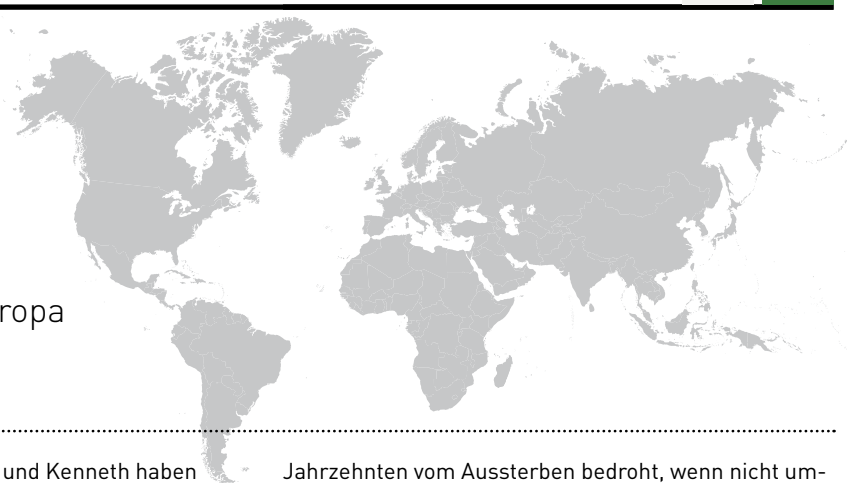 ropa
und Kenneth haben
Jahrzehnten vom Aussterben bedroht, wenn nicht um-